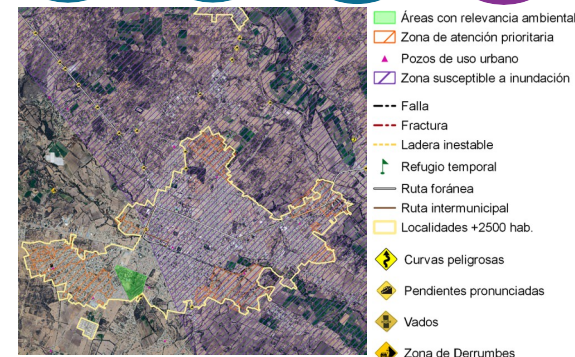 Áreas con relevancia ambiental
Zona de atención prioritaria
Pozos de uso urbano
Zona susceptible a inundación
Falla
Fractura
Ladera inestable
Refugio temporal
Ruta foránea
Ruta intermunicipal
Localidades +2500 hab.
Curvas peligrosas
Pendientes pronunciadas
Vados
Zona de Derrumbes